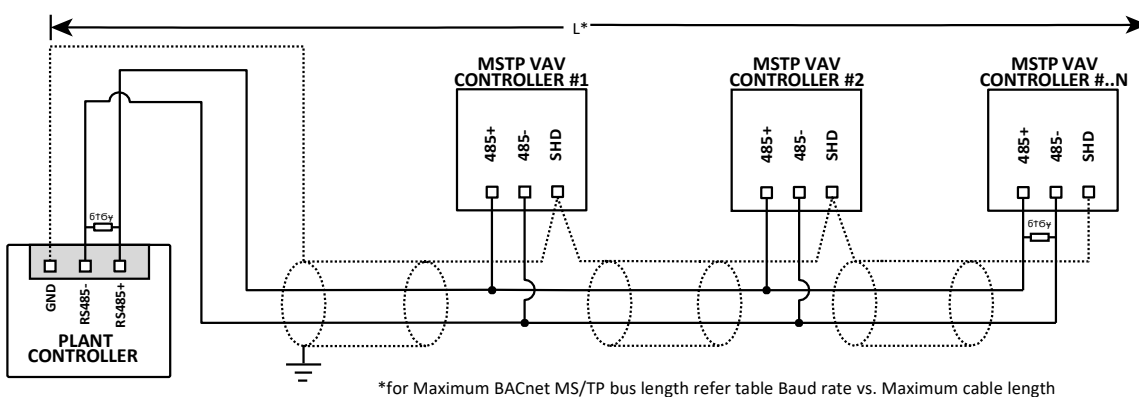 L*
MSTP VAV
CONTROLLER #1
MSTP VAV
CONTROLLER #2
MSTP VAV
CONTROLLER #..N
485+
485-
SHD
485+
485-
SHD
485+
485-
SHD
GND
RS485-
RS485+
PLANT
CONTROLLER
*for Maximum BACnet MS/TP bus length refer table Baud rate vs. Maximum cable length